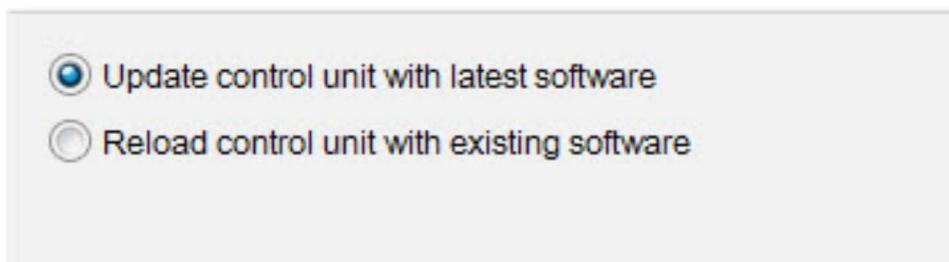 Update control unit with latest software
Reload control unit with existing software